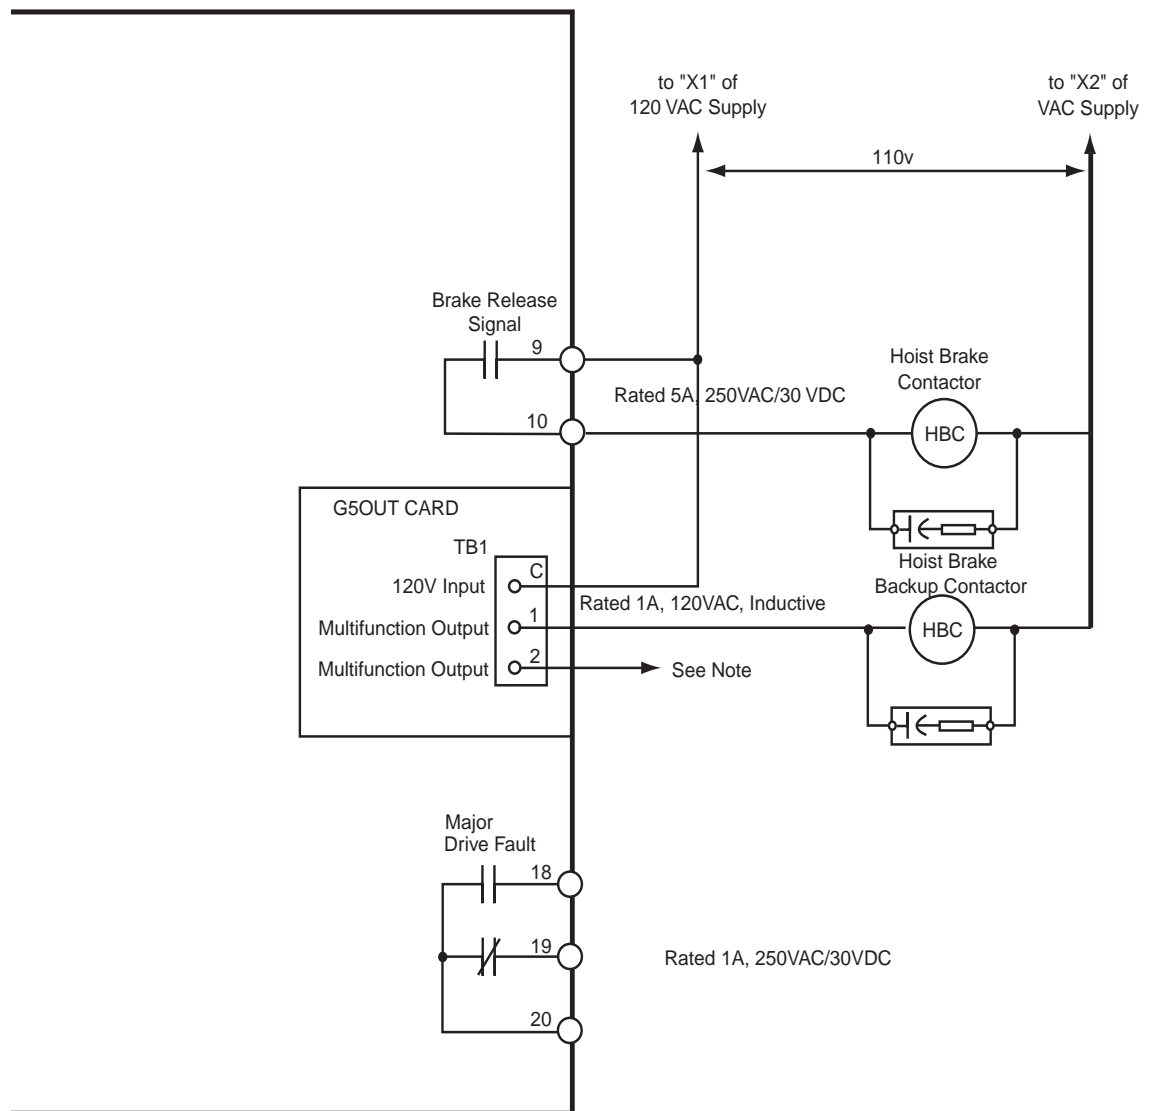 to "X1" of
120 VAC Supply
to "X2" of
VAC Supply
110v
Brake Release
Signal
9
Rated 5A, 250VAC/30 VDC
10
Hoist Brake
Contactor
HBC
G5OUT CARD
TB1
120V Input
C
Rated 1A, 120VAC, Inductive
Multifunction Output
1
Multifunction Output
2
See Note
Hoist Brake
Backup Contactor
HBC
Major
Drive Fault
18
19
Rated 1A, 250VAC/30VDC
20